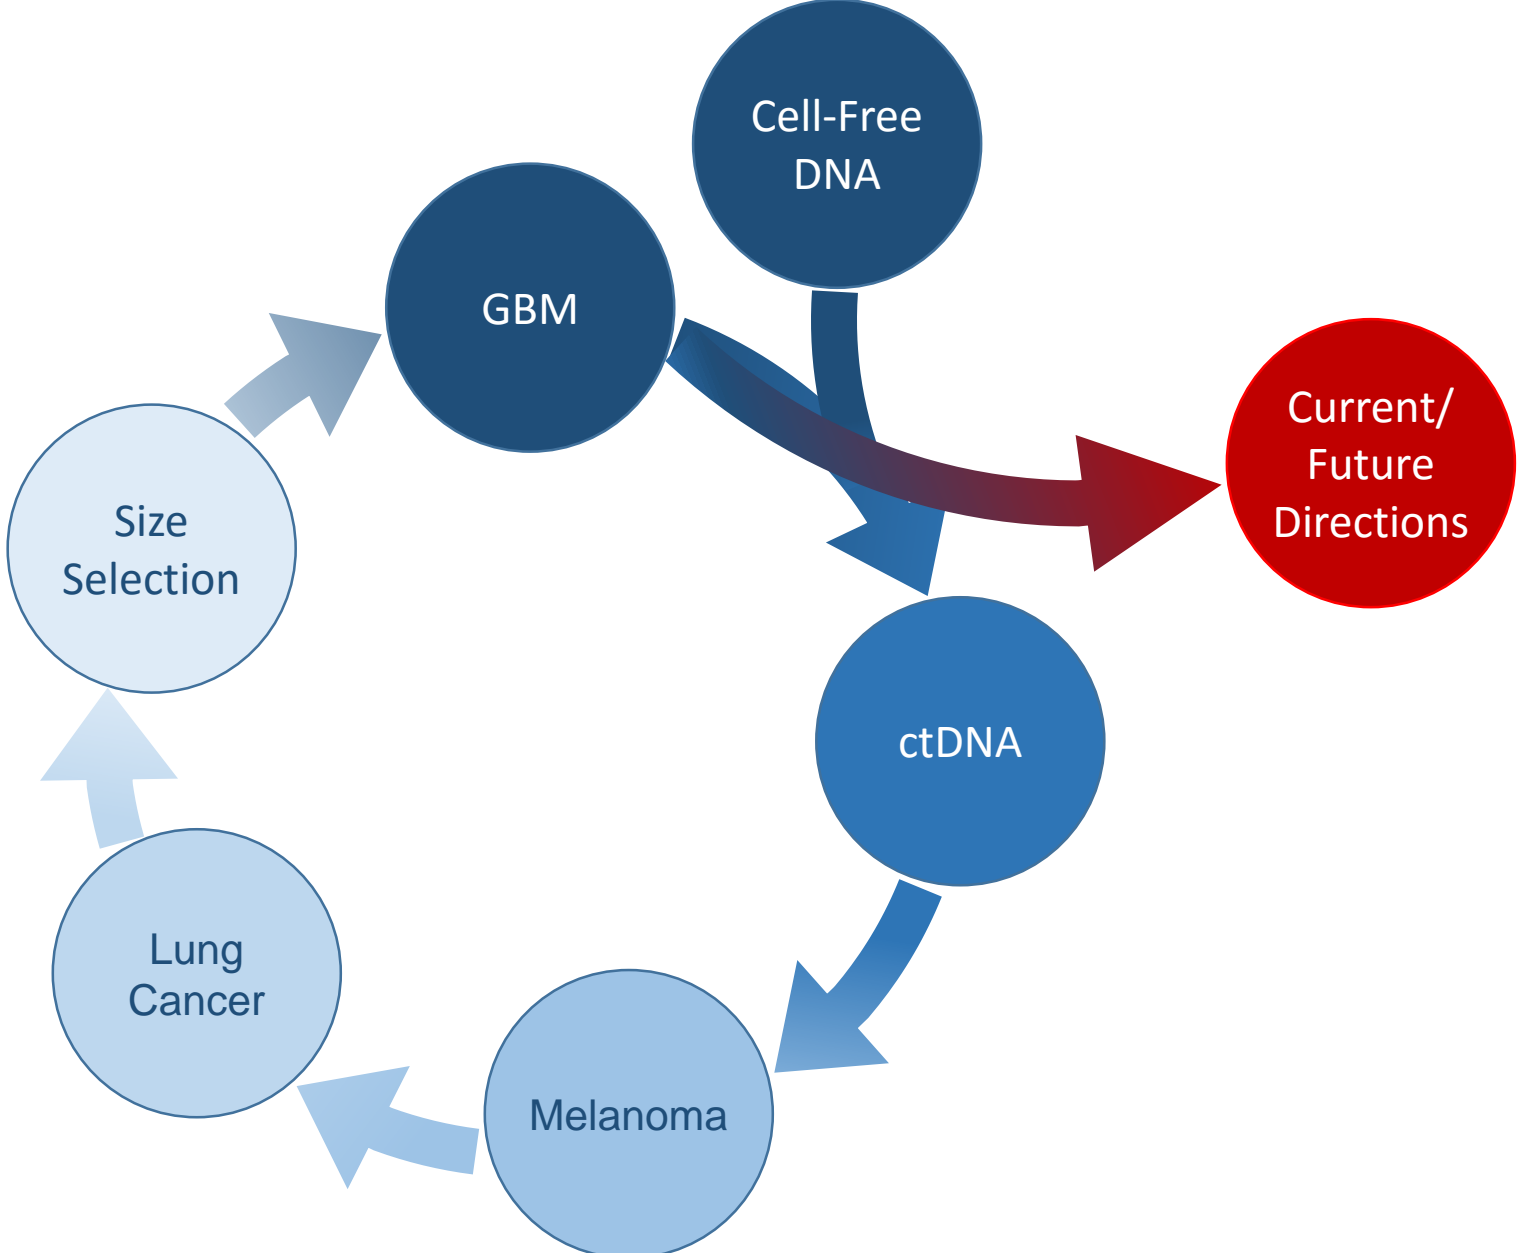 Cell-Free
DNA
GBM
Current/
Future
Directions
Size
Selection
ctDNA
Lung
Cancer
Melanoma